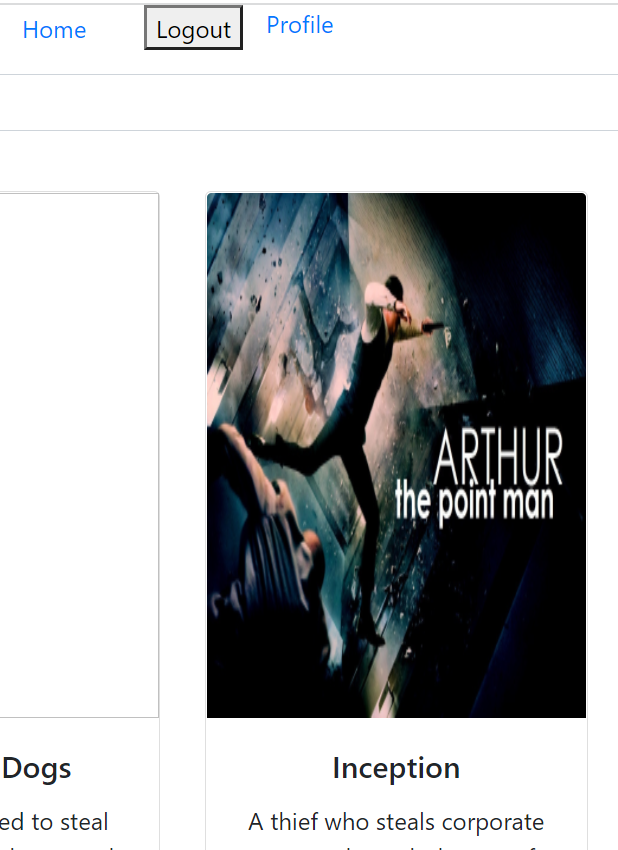 Home Logout Profile
ARTHUR
the point man
Dogs
Inception
ed to steal
A thief who steals corporate